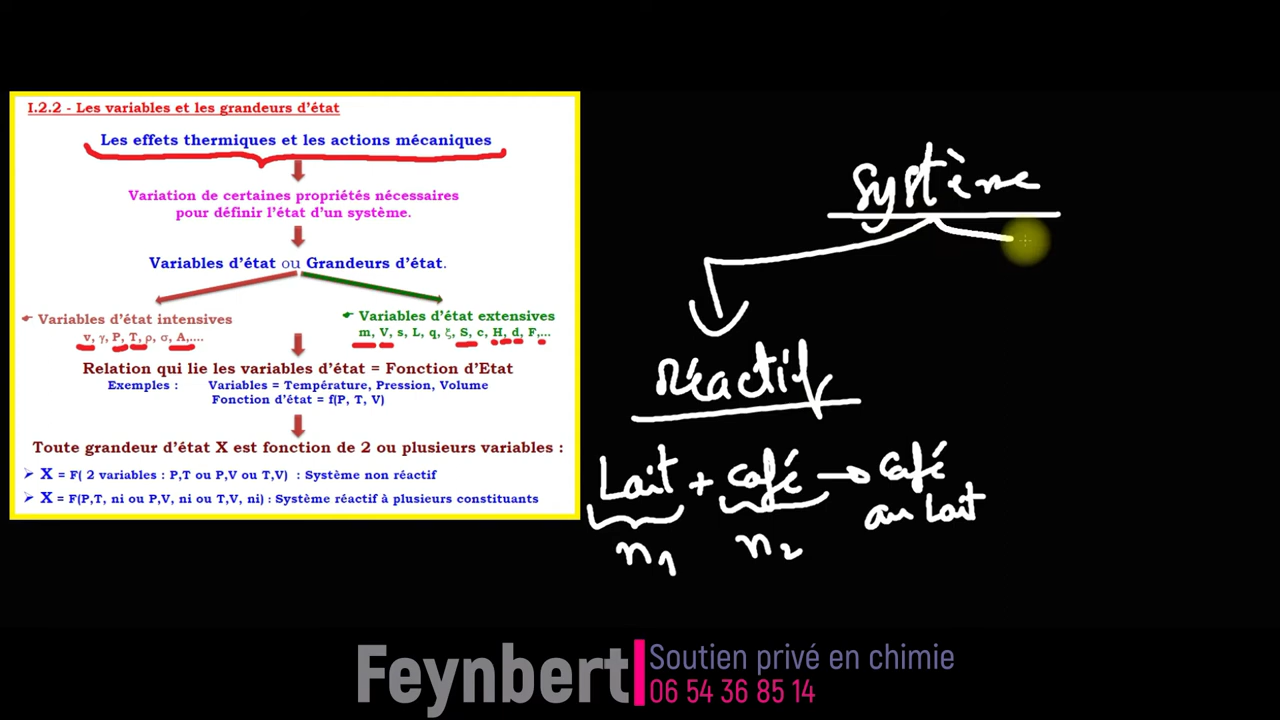 I.2.2 - Les variables et les grandeurs d'état
Les effets thermiques et les actions mécaniques
Variation de certaines propriétés nécessaires
pour définir l'état d'un système.
Variables d'état ou Grandeurs d'état.
Variables d'état intensives
v, γ, P, T, ρ, σ, A,....
Variables d'état extensives
m, V, s, L, q, ξ, S, c, H, d, F,...
Relation qui lie les variables d'état = Fonction d'Etat
Exemples : Variables = Température, Pression, Volume
Fonction d'état = f(P, T, V)
Toute grandeur d'état X est fonction de 2 ou plusieurs variables :
X = F( 2 variables : P,T ou P,V ou T,V) : Système non réactif
X = F(P,T, ni ou P,V, ni ou T,V, ni) : Système réactif à plusieurs constituants
Système
réactif
Lait + café → café
au lait
n1 n2
Feynbert
Soutien privé en chimie
06 54 36 85 14